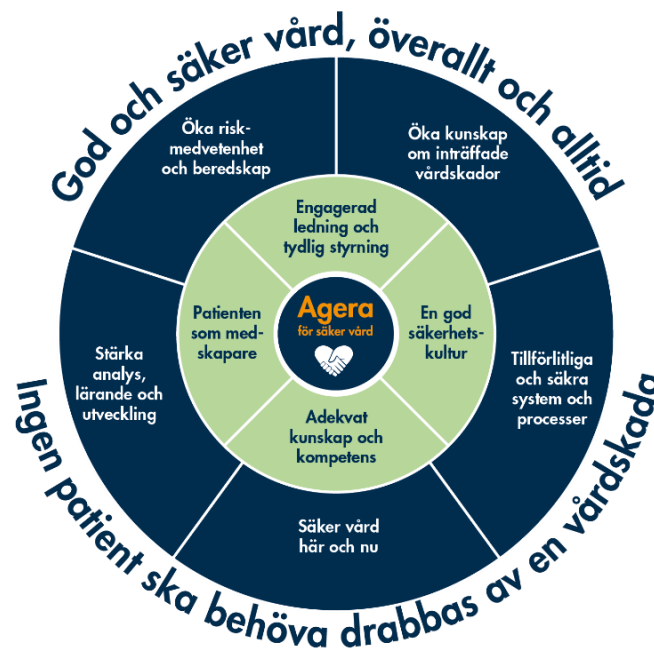 God och säker vård, överallt och alltid
Öka risk-
medvetenhet
och beredskap
Öka kunskap
om inträffade
vårdskador
Engagerad
ledning och
tydlig styrning
Patienten
som med-
skapare
Agera
för säker vård
En god
säkerhets-
kultur
Stärka
analys,
lärande och
utveckling
Tillförlitliga
och säkra
system och
processer
Adekvat
kunskap och
kompetens
Säker vård
här och nu
Ingen patient ska behöva drabbas av en vårdskada